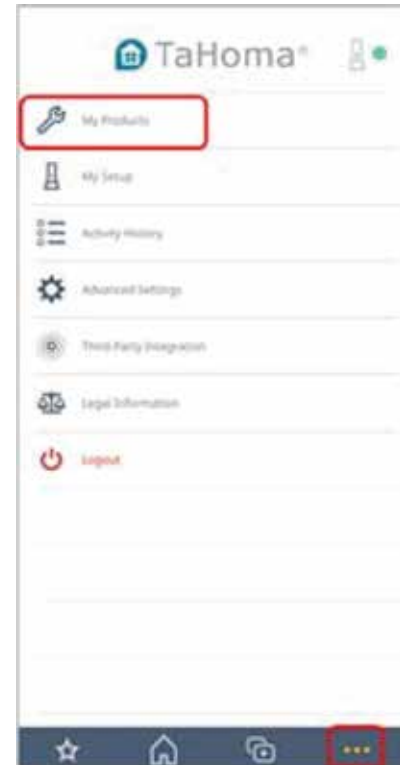 TaHoma®
My Products
My Setup
Activity History
Advanced Settings
Third Party Integration
Legal Information
Logout